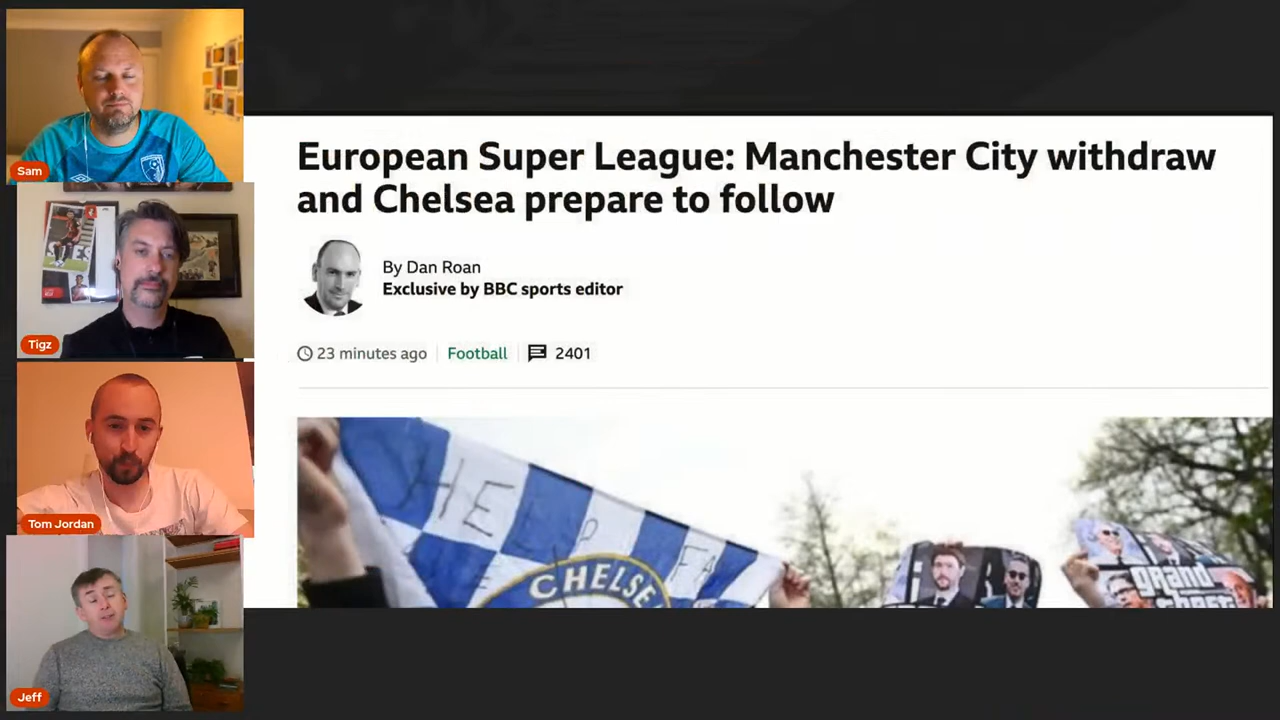 Sam
Tigz
Tom Jordan
Jeff
European Super League: Manchester City withdraw
and Chelsea prepare to follow
By Dan Roan
Exclusive by BBC sports editor
23 minutes ago
Football
2401
CHELSE
grand